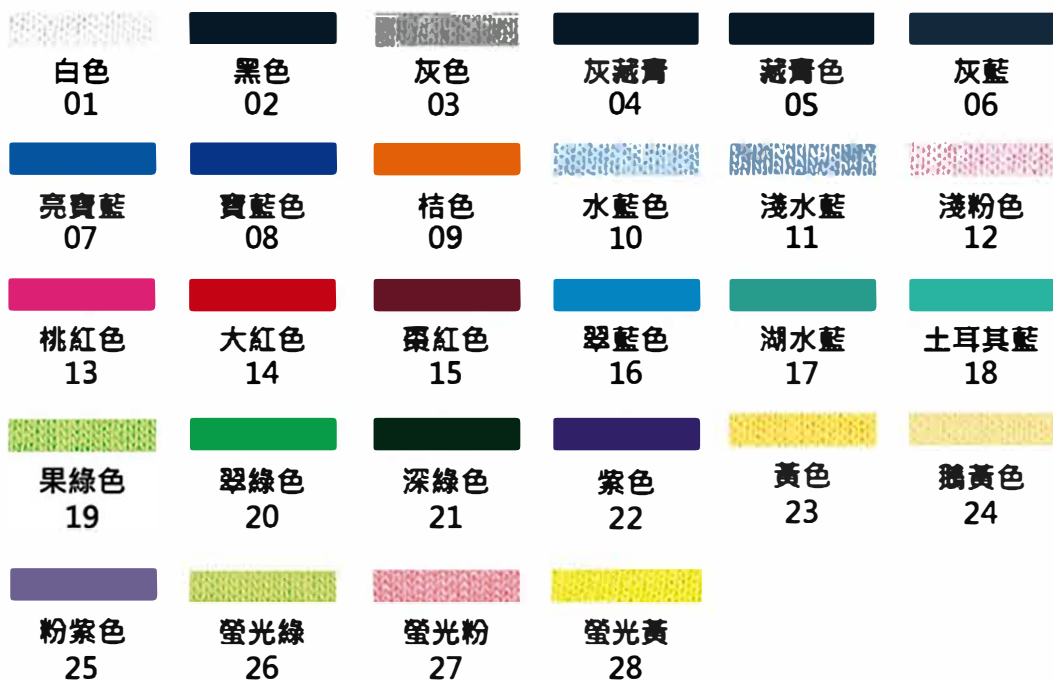 白色 黑色 灰色 灰藏青 藏青色 灰藍
01 02 03 04 05 06
亮寶藍 寶藍色 桔色 水藍色 淺水藍 淺粉色
07 08 09 10 11 12
桃紅色 大紅色 棗紅色 翠藍色 湖水藍 土耳其藍
13 14 15 16 17 18
果綠色 翠綠色 深綠色 紫色 黃色 鵝黃色
19 20 21 22 23 24
粉紫色 螢光綠 螢光粉 螢光黃
25 26 27 28